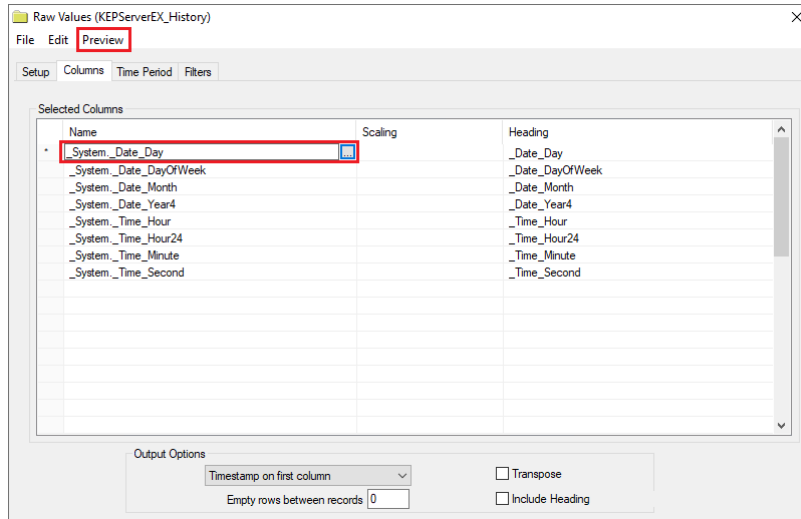 Raw Values (KEPServerEX_History)
File Edit Preview
Setup Columns Time Period Filters
Selected Columns
Name Scaling Heading
* _System._Date_Day ... _Date_Day
_System._Date_DayOfWeek _Date_DayOfWeek
_System._Date_Month _Date_Month
_System._Date_Year4 _Date_Year4
_System._Time_Hour _Time_Hour
_System._Time_Hour24 _Time_Hour24
_System._Time_Minute _Time_Minute
_System._Time_Second _Time_Second
Output Options
Timestamp on first column Transpose
Empty rows between records 0 Include Heading